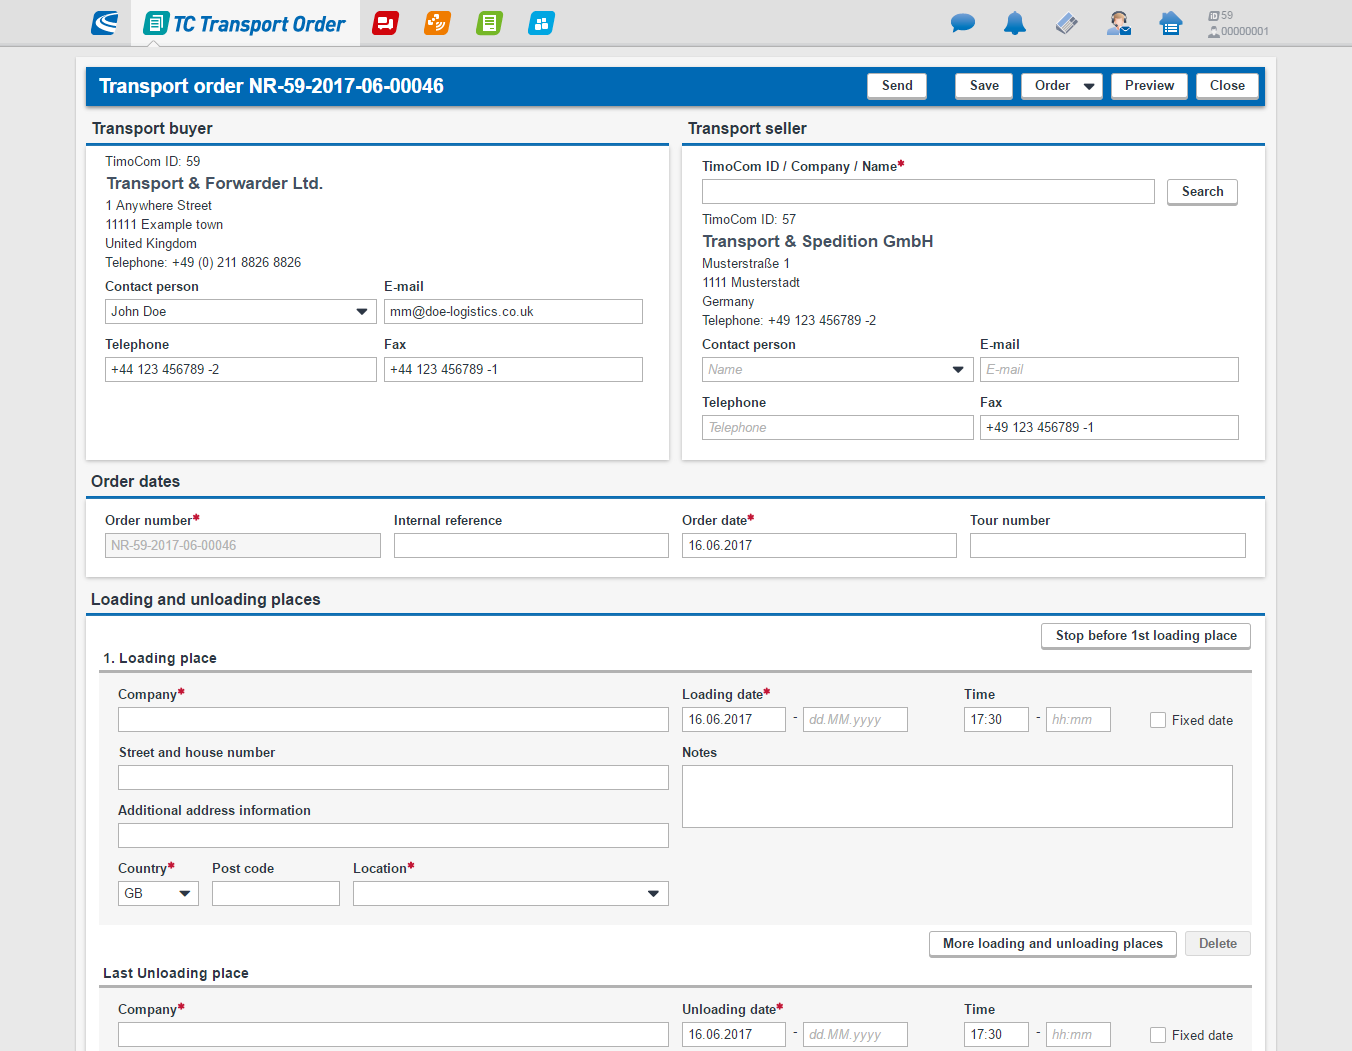 TC Transport Order
ID 59
00000001
Transport order NR-59-2017-06-00046
Send
Save
Order
Preview
Close
Transport buyer
TimoCom ID: 59
Transport & Forwarder Ltd.
1 Anywhere Street
11111 Example town
United Kingdom
Telephone: +49 (0) 211 8826 8826
Contact person
E-mail
John Doe
mm@doe-logistics.co.uk
Telephone
Fax
+44 123 456789 -2
+44 123 456789 -1
Transport seller
TimoCom ID / Company / Name*
Search
TimoCom ID: 57
Transport & Spedition GmbH
Musterstraße 1
1111 Musterstadt
Germany
Telephone: +49 123 456789 -2
Contact person
E-mail
Name
E-mail
Telephone
Fax
Telephone
+49 123 456789 -1
Order dates
Order number*
Internal reference
Order date*
Tour number
NR-59-2017-06-00046
16.06.2017
Loading and unloading places
Stop before 1st loading place
1. Loading place
Company*
Loading date*
Time
16.06.2017 - dd.MM.yyyy
17:30 - hh:mm
Fixed date
Street and house number
Notes
Additional address information
Country*
Post code
Location*
GB
More loading and unloading places
Delete
Last Unloading place
Company*
Unloading date*
Time
16.06.2017 - dd.MM.yyyy
17:30 - hh:mm
Fixed date